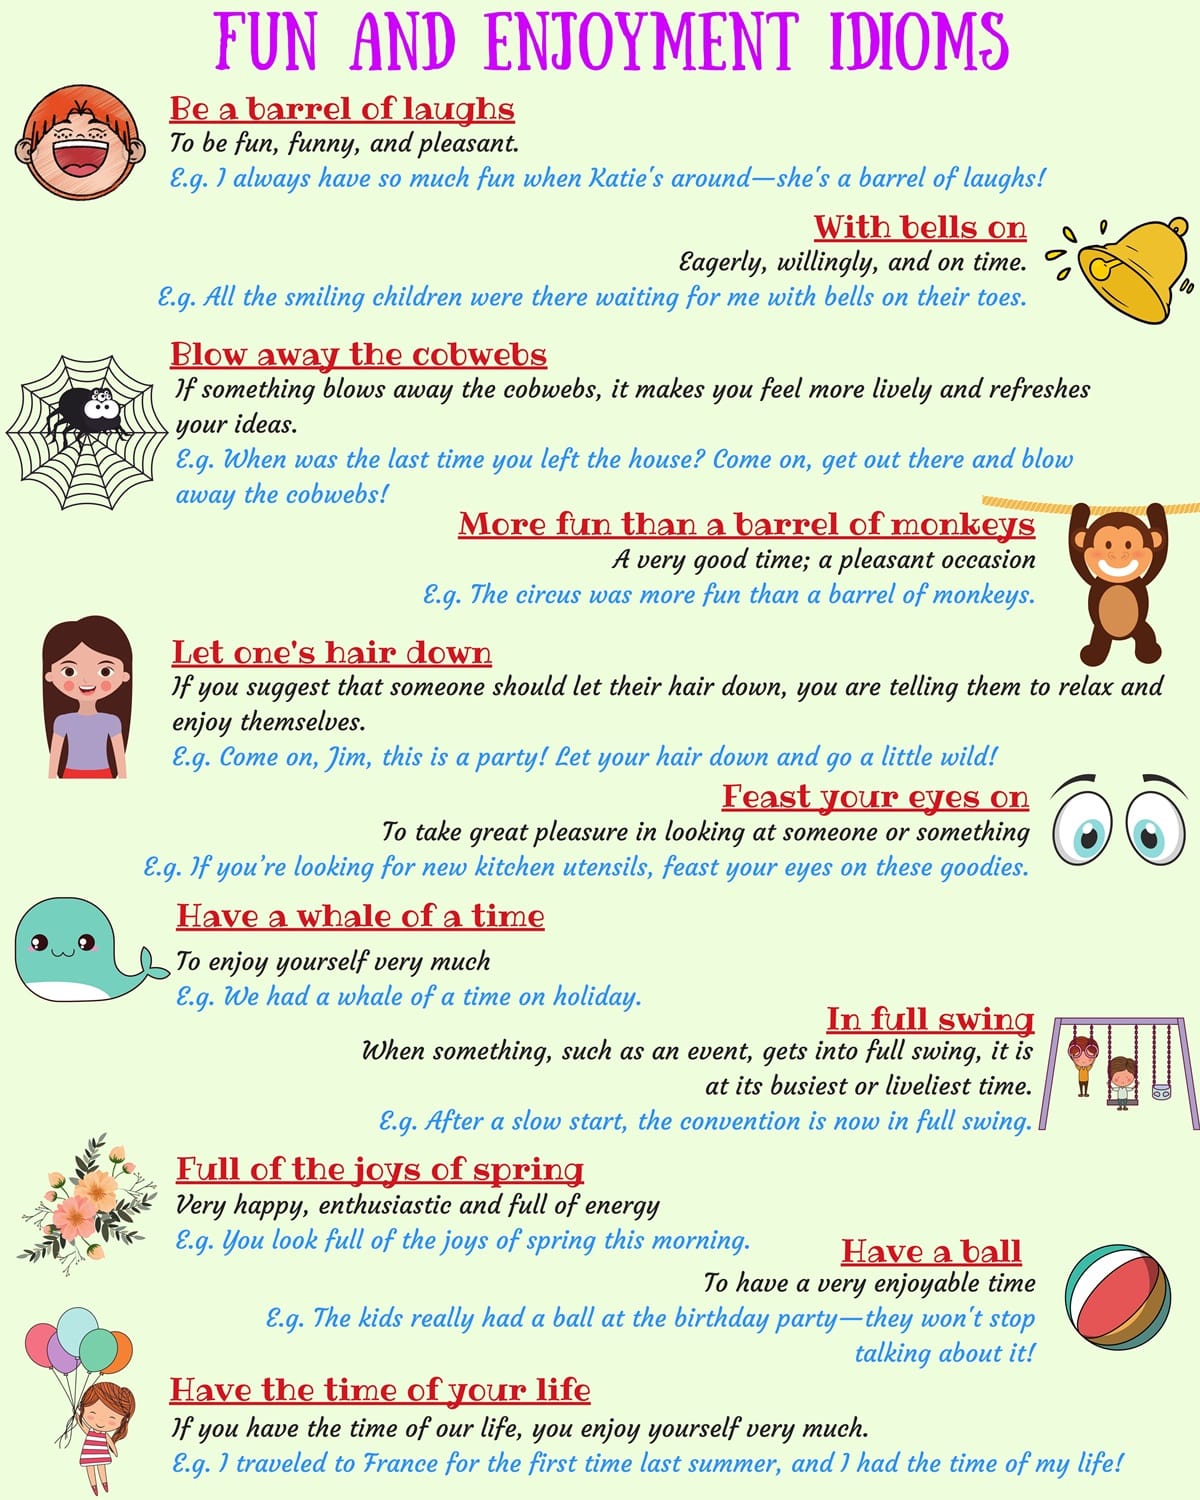 FUN AND ENJOYMENT IDIOMS
Be a barrel of laughs
To be fun, funny, and pleasant.
E.g. I always have so much fun when Katie's around—she's a barrel of laughs!
With bells on
Eagerly, willingly, and on time.
E.g. All the smiling children were there waiting for me with bells on their toes.
Blow away the cobwebs
If something blows away the cobwebs, it makes you feel more lively and refreshes
your ideas.
E.g. When was the last time you left the house? Come on, get out there and blow
away the cobwebs!
More fun than a barrel of monkeys
A very good time; a pleasant occasion
E.g. The circus was more fun than a barrel of monkeys.
Let one's hair down
If you suggest that someone should let their hair down, you are telling them to relax and
enjoy themselves.
E.g. Come on, Jim, this is a party! Let your hair down and go a little wild!
Feast your eyes on
To take great pleasure in looking at someone or something
E.g. If you’re looking for new kitchen utensils, feast your eyes on these goodies.
Have a whale of a time
To enjoy yourself very much
E.g. We had a whale of a time on holiday.
In full swing
When something, such as an event, gets into full swing, it is
at its busiest or liveliest time.
E.g. After a slow start, the convention is now in full swing.
Full of the joys of spring
Very happy, enthusiastic and full of energy
E.g. You look full of the joys of spring this morning.
Have a ball
To have a very enjoyable time
E.g. The kids really had a ball at the birthday party—they won't stop
talking about it!
Have the time of your life
If you have the time of our life, you enjoy yourself very much.
E.g. I traveled to France for the first time last summer, and I had the time of my life!